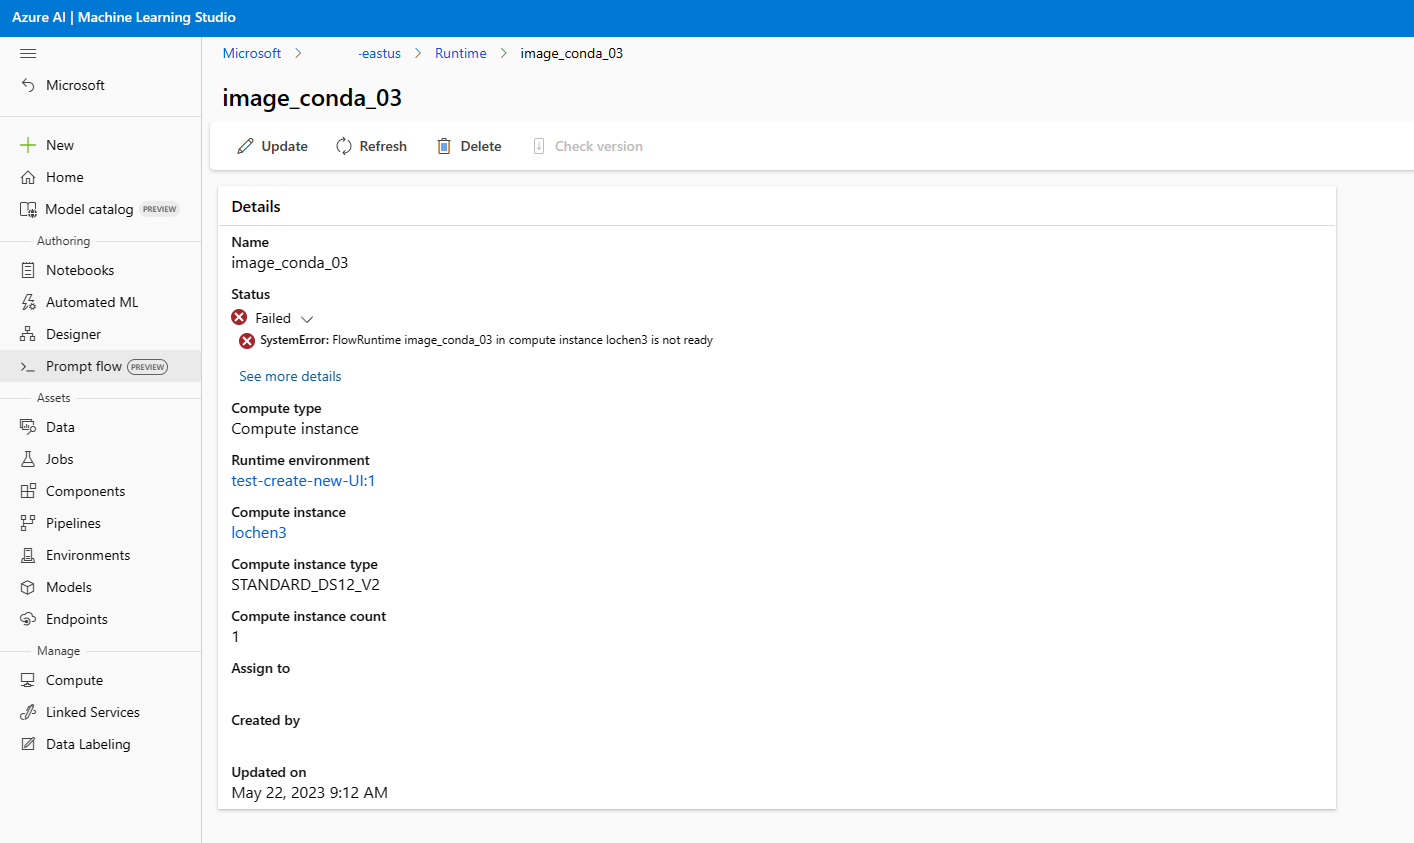 Azure AI | Machine Learning Studio
Microsoft
New
Home
Model catalog PREVIEW
Authoring
Notebooks
Automated ML
Designer
Prompt flow PREVIEW
Assets
Data
Jobs
Components
Pipelines
Environments
Models
Endpoints
Manage
Compute
Linked Services
Data Labeling
Microsoft > -eastus > Runtime > image_conda_03
image_conda_03
Update Refresh Delete Check version
Details
Name
image_conda_03
Status
Failed
SystemError: FlowRuntime image_conda_03 in compute instance lochen3 is not ready
See more details
Compute type
Compute instance
Runtime environment
test-create-new-UI:1
Compute instance
lochen3
Compute instance type
STANDARD_DS12_V2
Compute instance count
1
Assign to
Created by
Updated on
May 22, 2023 9:12 AM